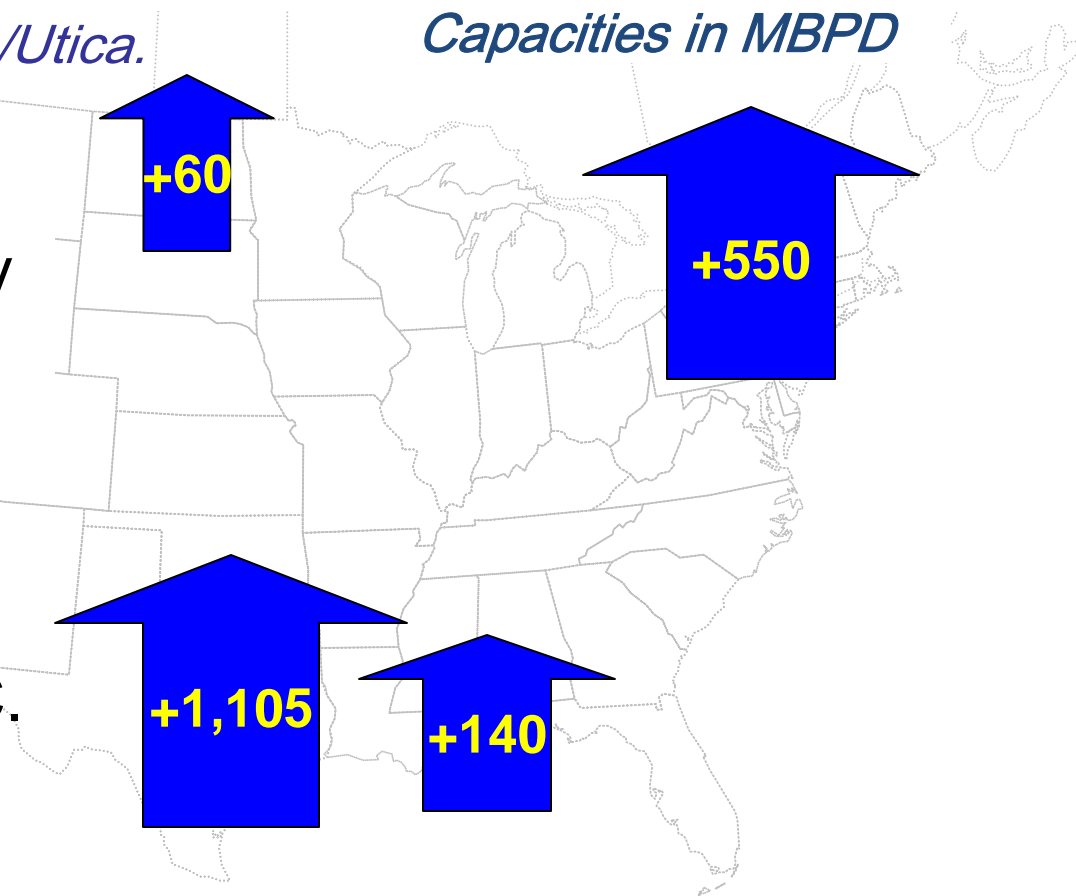 /Utica.
Capacities in MBPD
+60
+550
y
+1,105
+140
.